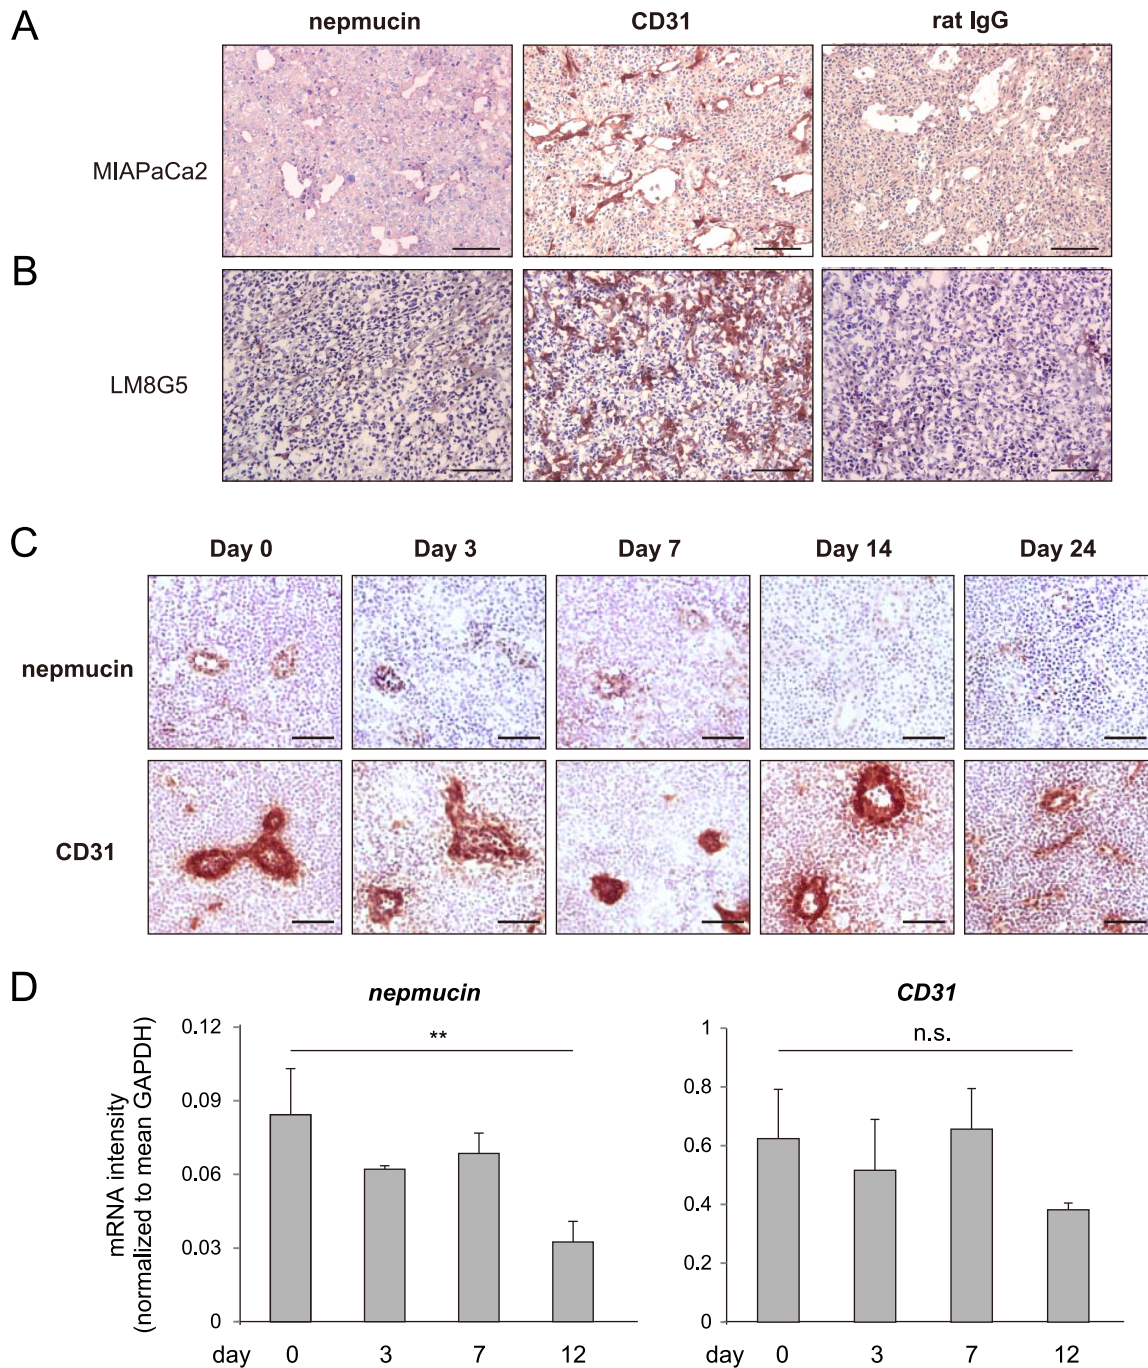 A
nepmucin CD31 rat IgG
MIAPaCa2
B
LM8G5
C
Day 0 Day 3 Day 7 Day 14 Day 24
nepmucin
CD31
D
nepmucin CD31
mRNA intensity
(normalized to mean GAPDH)
0.12
0.09
0.06
0.03
0
**
day 0 3 7 12
1
0.8
0.6
0.4
0.2
0
n.s.
day 0 3 7 12